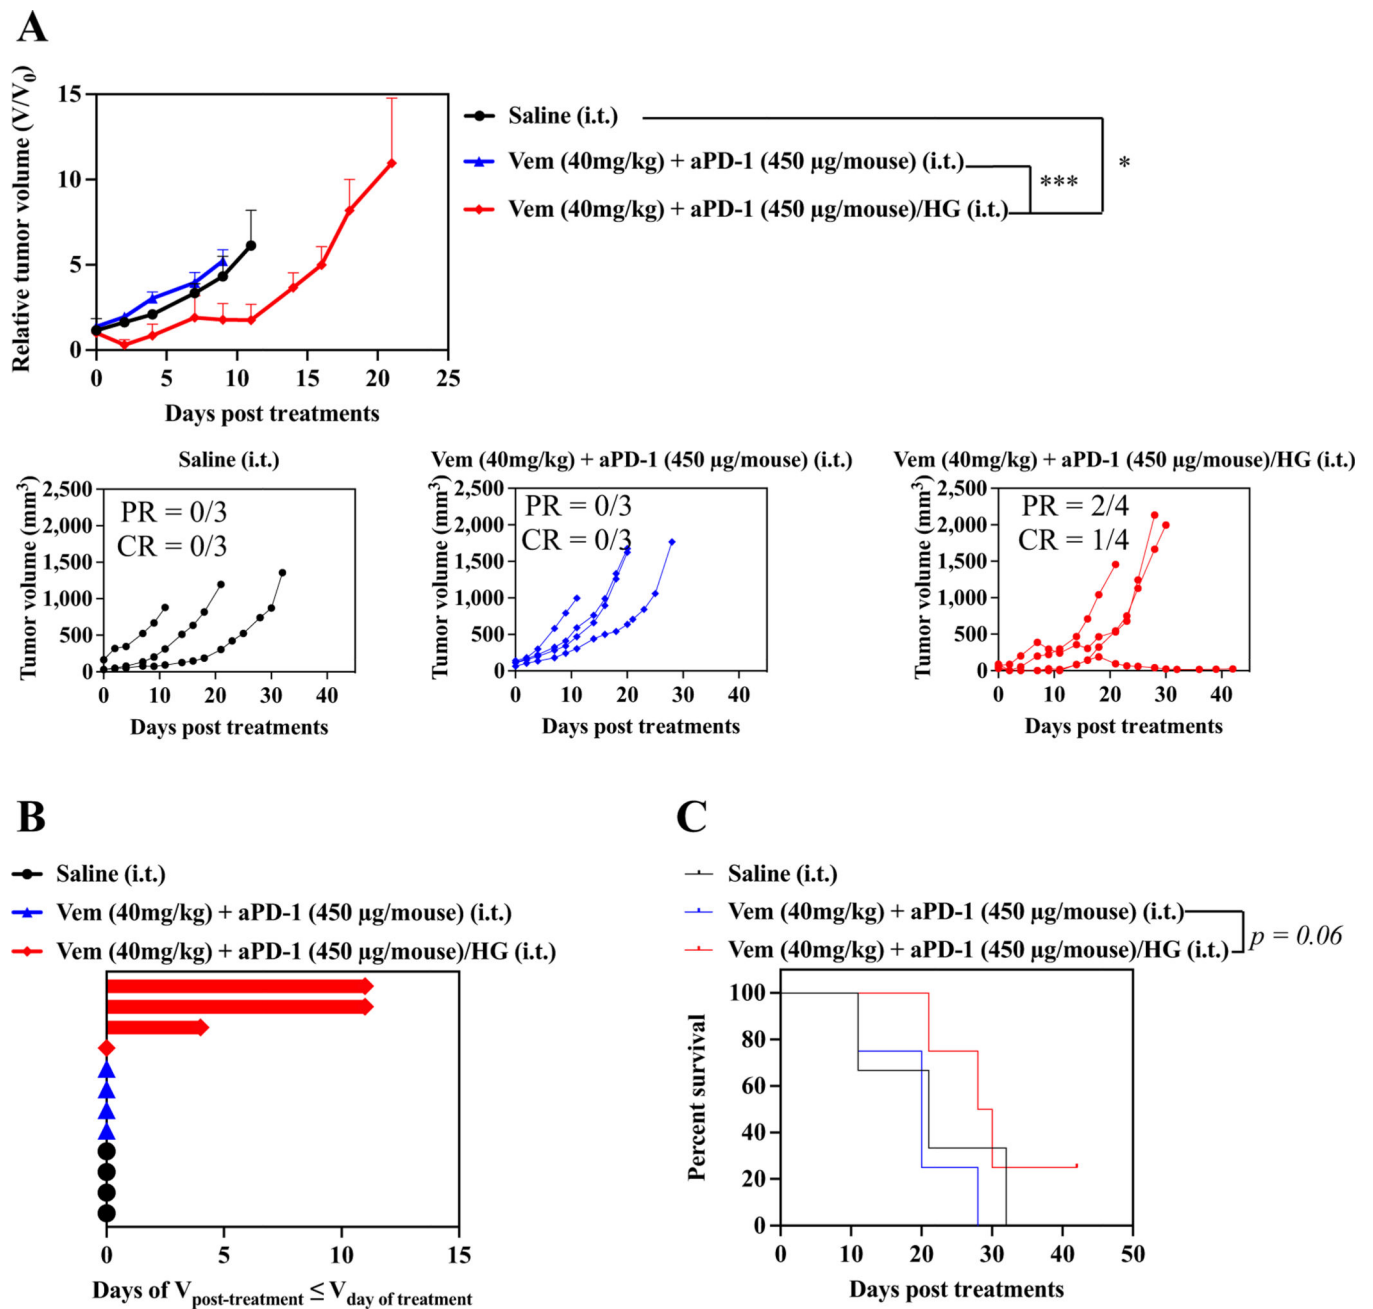 A
Relative tumor volume (V/V0)
15
10
5
0
0 5 10 15 20 25
Days post treatments
Saline (i.t.)
Vem (40mg/kg) + aPD-1 (450 μg/mouse) (i.t.)
Vem (40mg/kg) + aPD-1 (450 μg/mouse)/HG (i.t.)
***
*
Saline (i.t.)
Tumor volume (mm3)
2,500
2,000
1,500
1,000
500
0
PR = 0/3
CR = 0/3
0 10 20 30 40
Days post treatments
Vem (40mg/kg) + aPD-1 (450 μg/mouse) (i.t.)
Tumor volume (mm3)
2,500
2,000
1,500
1,000
500
0
PR = 0/3
CR = 0/3
0 10 20 30 40
Days post treatments
Vem (40mg/kg) + aPD-1 (450 μg/mouse)/HG (i.t.)
Tumor volume (mm3)
2,500
2,000
1,500
1,000
500
0
PR = 2/4
CR = 1/4
0 10 20 30 40
Days post treatments
B
Saline (i.t.)
Vem (40mg/kg) + aPD-1 (450 μg/mouse) (i.t.)
Vem (40mg/kg) + aPD-1 (450 μg/mouse)/HG (i.t.)
0 5 10 15
Days of Vpost-treatment ≤ Vday of treatment
C
Saline (i.t.)
Vem (40mg/kg) + aPD-1 (450 μg/mouse) (i.t.)
Vem (40mg/kg) + aPD-1 (450 μg/mouse)/HG (i.t.)
p = 0.06
Percent survival
100
80
60
40
20
0
0 10 20 30 40 50
Days post treatments